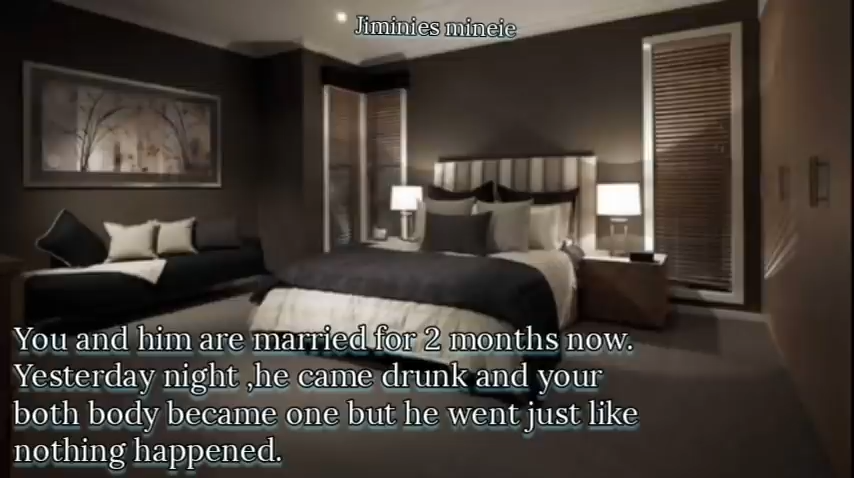 Jiminies mineie
You and him are married for 2 months now.
Yesterday night ,he came drunk and your
both body became one but he went just like
nothing happened.